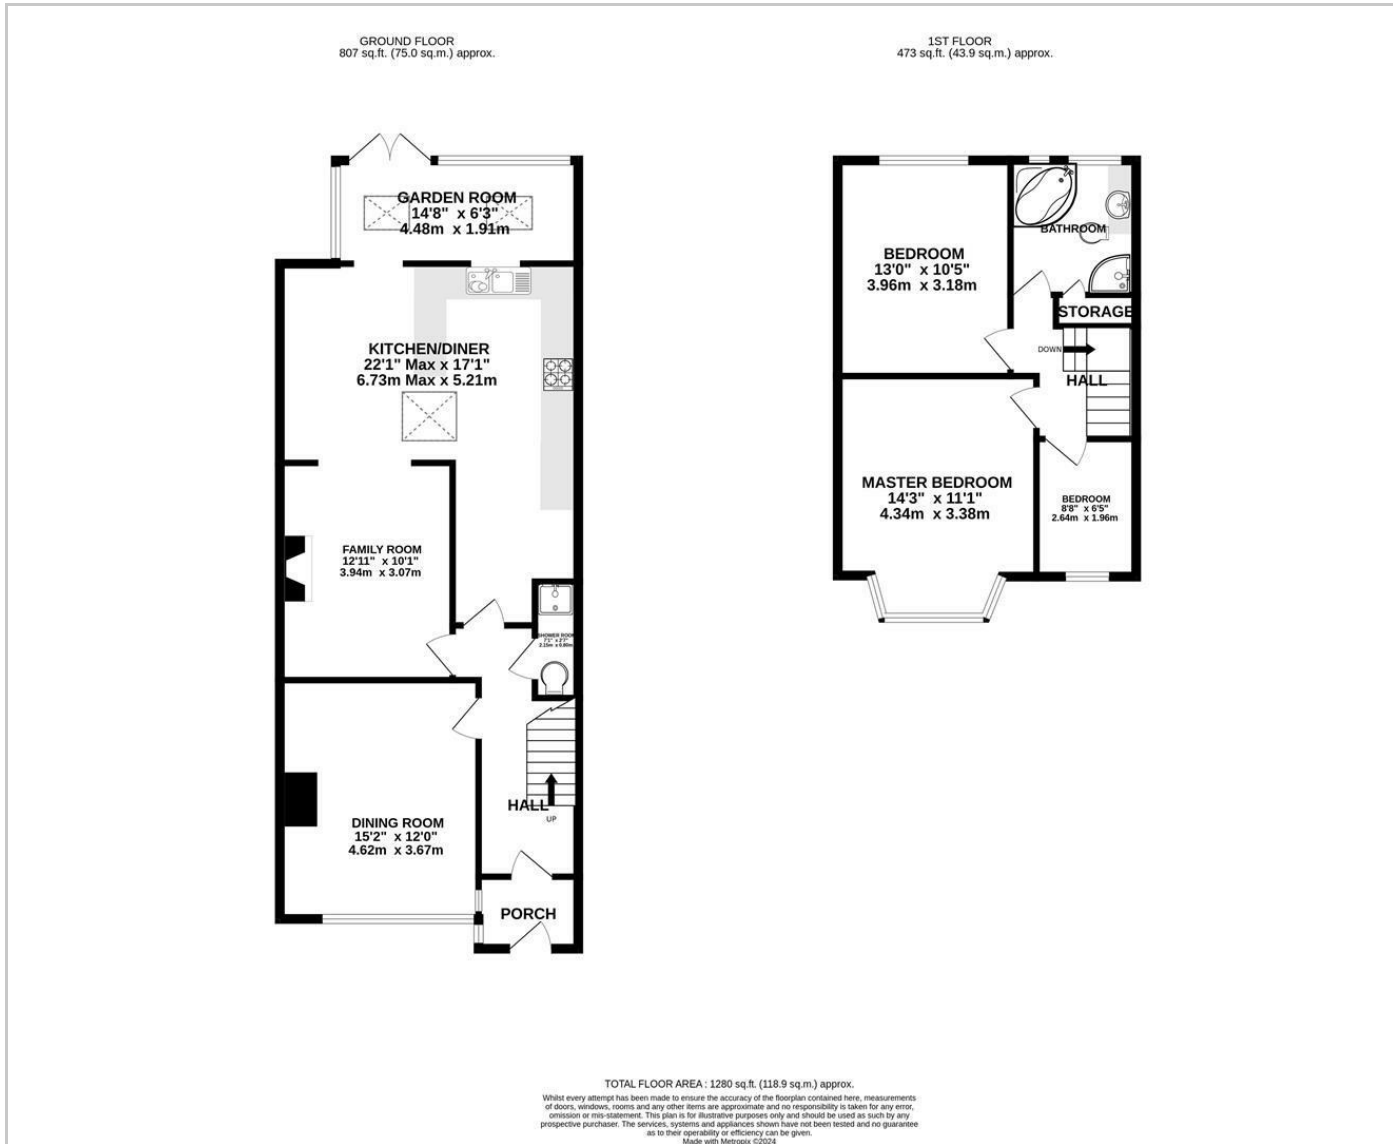 GROUND FLOOR
807 sq.ft. (75.0 sq.m.) approx.
GARDEN ROOM
14'8" x 6'3"
4.48m x 1.91m
KITCHEN/DINER
22'1" Max x 17'1"
6.73m Max x 5.21m
FAMILY ROOM
12'11" x 10'1"
3.94m x 3.07m
SHOWER ROOM
7'1" x 2'7"
2.15m x 0.80m
DINING ROOM
15'2" x 12'0"
4.62m x 3.67m
HALL
UP
PORCH
1ST FLOOR
473 sq.ft. (43.9 sq.m.) approx.
BEDROOM
13'0" x 10'5"
3.96m x 3.18m
BATHROOM
STORAGE
DOWN
HALL
MASTER BEDROOM
14'3" x 11'1"
4.34m x 3.38m
BEDROOM
8'8" x 6'5"
2.64m x 1.96m
TOTAL FLOOR AREA : 1280 sq.ft. (118.9 sq.m.) approx.
Whilst every attempt has been made to ensure the accuracy of the floorplan contained here, measurements
of doors, windows, rooms and any other items are approximate and no responsibility is taken for any error,
omission or mis-statement. This plan is for illustrative purposes only and should be used as such by any
prospective purchaser. The services, systems and appliances shown have not been tested and no guarantee
as to their operability or efficiency can be given.
Made with Metropix ©2024